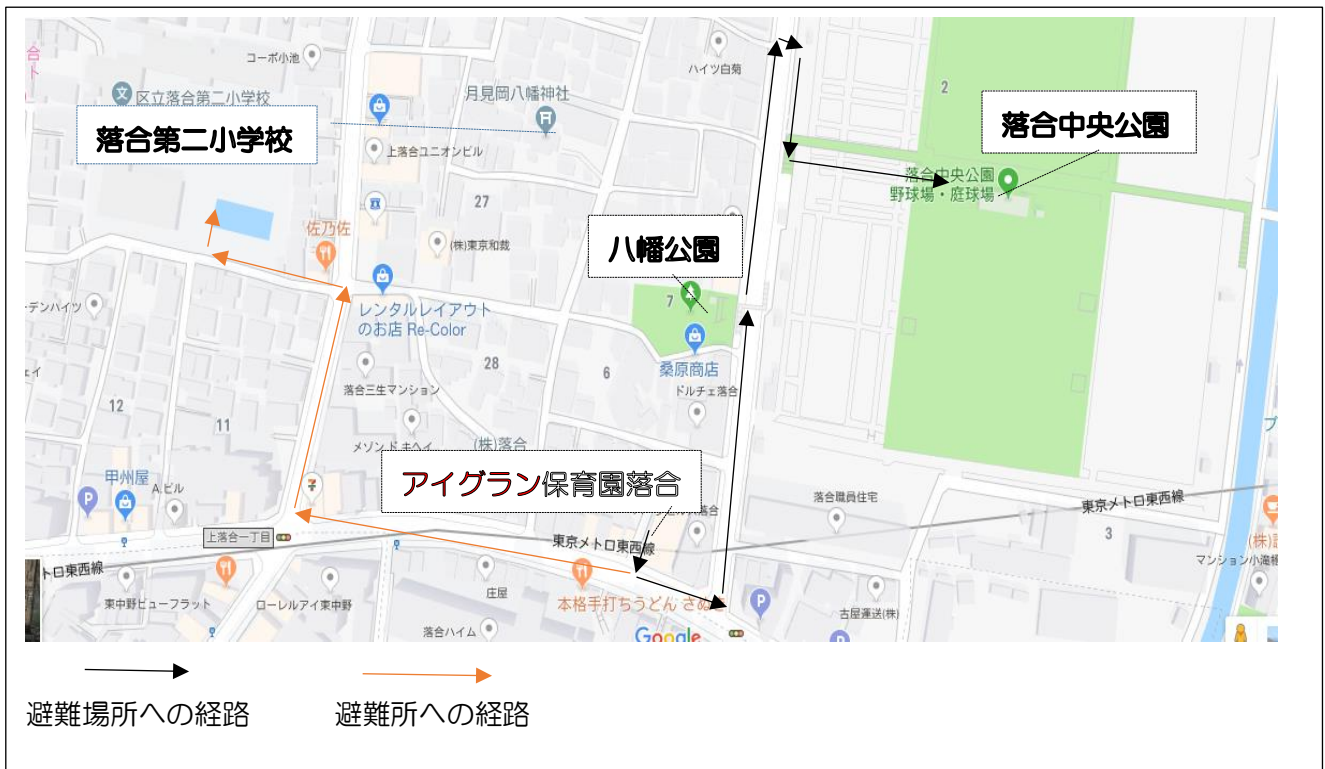 コーポ小池
ハイツ白菊
区立落合第二小学校
月見岡八幡神社
2
落合第二小学校
落合中央公園
上落合ユニオンビル
落合中央公園
野球場・庭球場
27
佐乃佐
(株)東京和裁
八幡公園
7
ーデンハイツ
レンタルレイアウト
のお店 Re-Color
桑原商店
28
6
落合三生マンション
ドルチェ落合
12
11
メゾンドキヘイ
(株)落合
アイグラン保育園落合
甲州屋
A.ビル
落合職員住宅
東京メトロ東西線
上落合一丁目
東京メトロ東西線
3
(株)
トロ東西線
マンション小滝橋
東中野ビューフラット
ローレルアイ東中野
庄屋
本格手打ちうどん さぬき
古屋運送(株)
落合ハイム
Google
避難場所への経路
避難所への経路